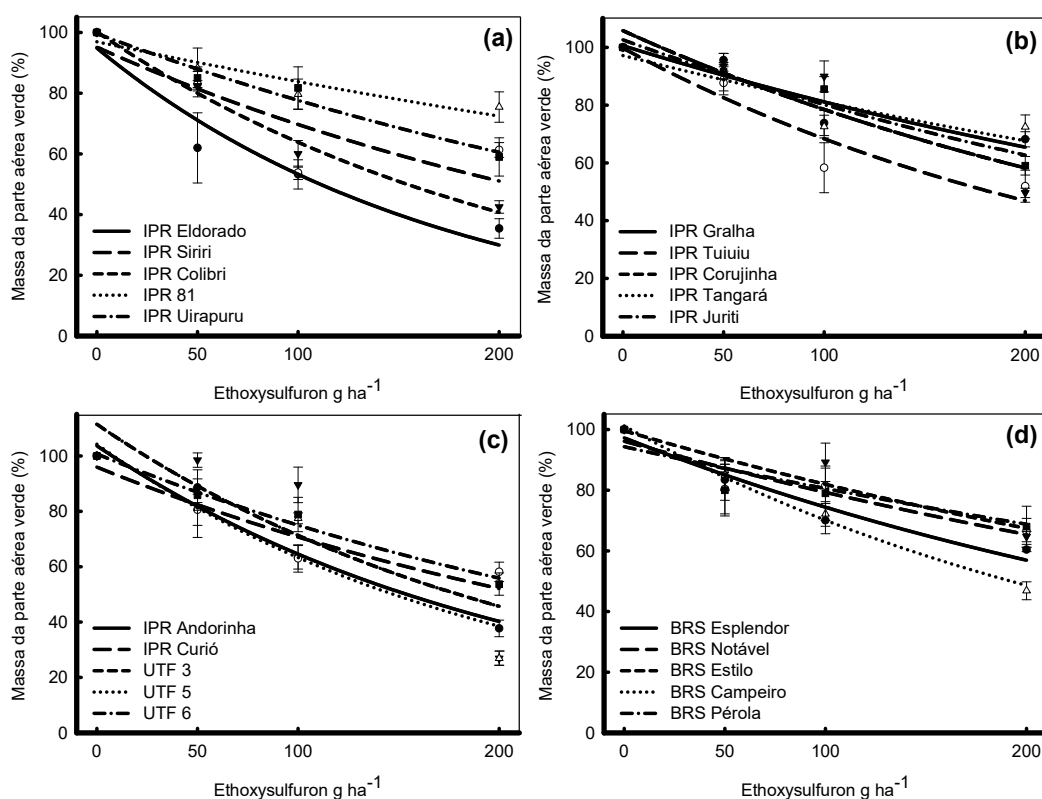 (a)
Massa da parte aérea verde (%)
100
80
60
40
20
0
IPR Eldorado
IPR Siriri
IPR Colibri
IPR 81
IPR Uirapuru
0 50 100 200
Ethoxysulfuron g ha-1
(b)
Massa da parte aérea verde (%)
100
80
60
40
20
0
IPR Gralha
IPR Tuiuiu
IPR Corujinha
IPR Tangará
IPR Juriti
0 50 100 200
Ethoxysulfuron g ha-1
(c)
Massa da parte aérea verde (%)
100
80
60
40
20
0
IPR Andorinha
IPR Curió
UTF 3
UTF 5
UTF 6
0 50 100 200
Ethoxysulfuron g ha-1
(d)
Massa da parte aérea verde (%)
100
80
60
40
20
0
BRS Esplendor
BRS Notável
BRS Estilo
BRS Campeiro
BRS Pérola
0 50 100 200
Ethoxysulfuron g ha-1